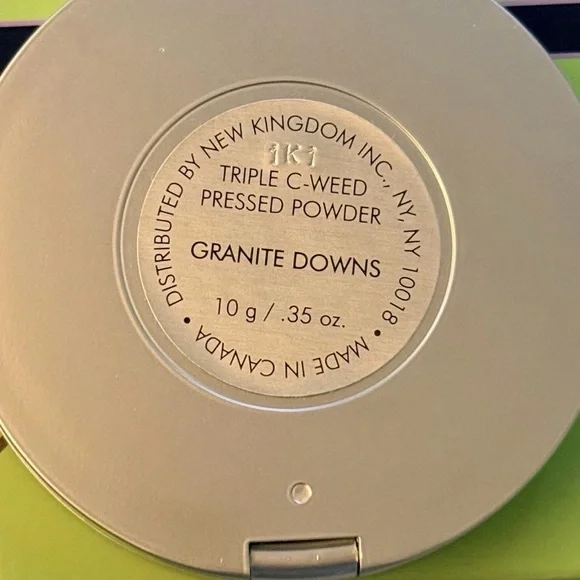 DISTRIBUTED BY NEW KINGDOM INC., NY, NY 10018
1K1
TRIPLE C-WEED
PRESSED POWDER
GRANITE DOWNS
10 g / .35 oz.
• MADE IN CANADA •